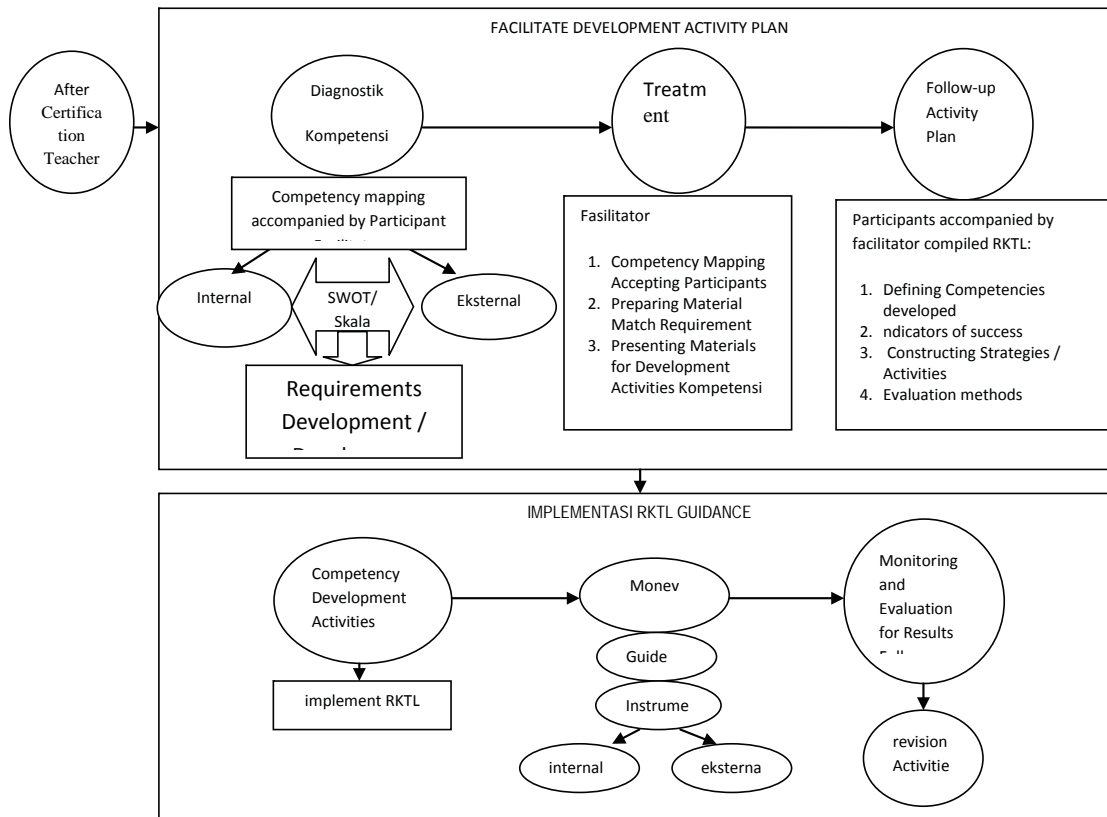 FACILITATE DEVELOPMENT ACTIVITY PLAN
After
Certifica
tion
Teacher
Diagnostik
Kompetensi
Treatm
ent
Follow-up
Activity
Plan
Competency mapping
accompanied by Participant
Internal
SWOT/
Skala
Eksternal
Requirements
Development /
Fasilitator
1. Competency Mapping
Accepting Participants
2. Preparing Material
Match Requirement
3. Presenting Materials
for Development
Activities Kompetensi
Participants accompanied by
facilitator compiled RKTL:
1. Defining Competencies
developed
2. ndicators of success
3. Constructing Strategies /
Activities
4. Evaluation methods
IMPLEMENTASI RKTL GUIDANCE
Competency
Development
Activities
implement RKTL
Monev
Guide
Instrume
internal
eksterna
Monitoring
and
Evaluation
for Results
revision
Activitie